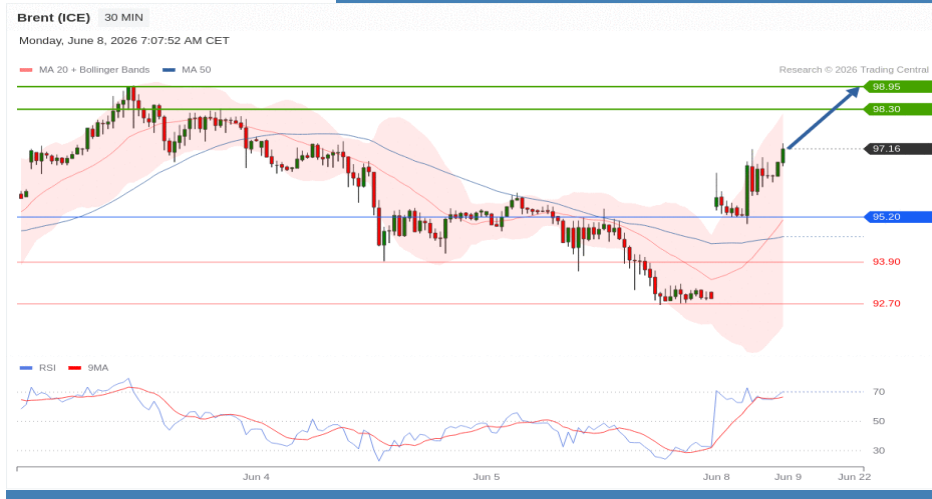 Brent (ICE) 30 MIN
Monday, June 8, 2026 7:07:52 AM CET
MA 20 + Bollinger Bands MA 50
Research © 2026 Trading Central
98.95
98.30
97.16
95.20
93.90
92.70
RSI 9MA
70
50
30
Jun 4 Jun 5 Jun 8 Jun 9 Jun 22